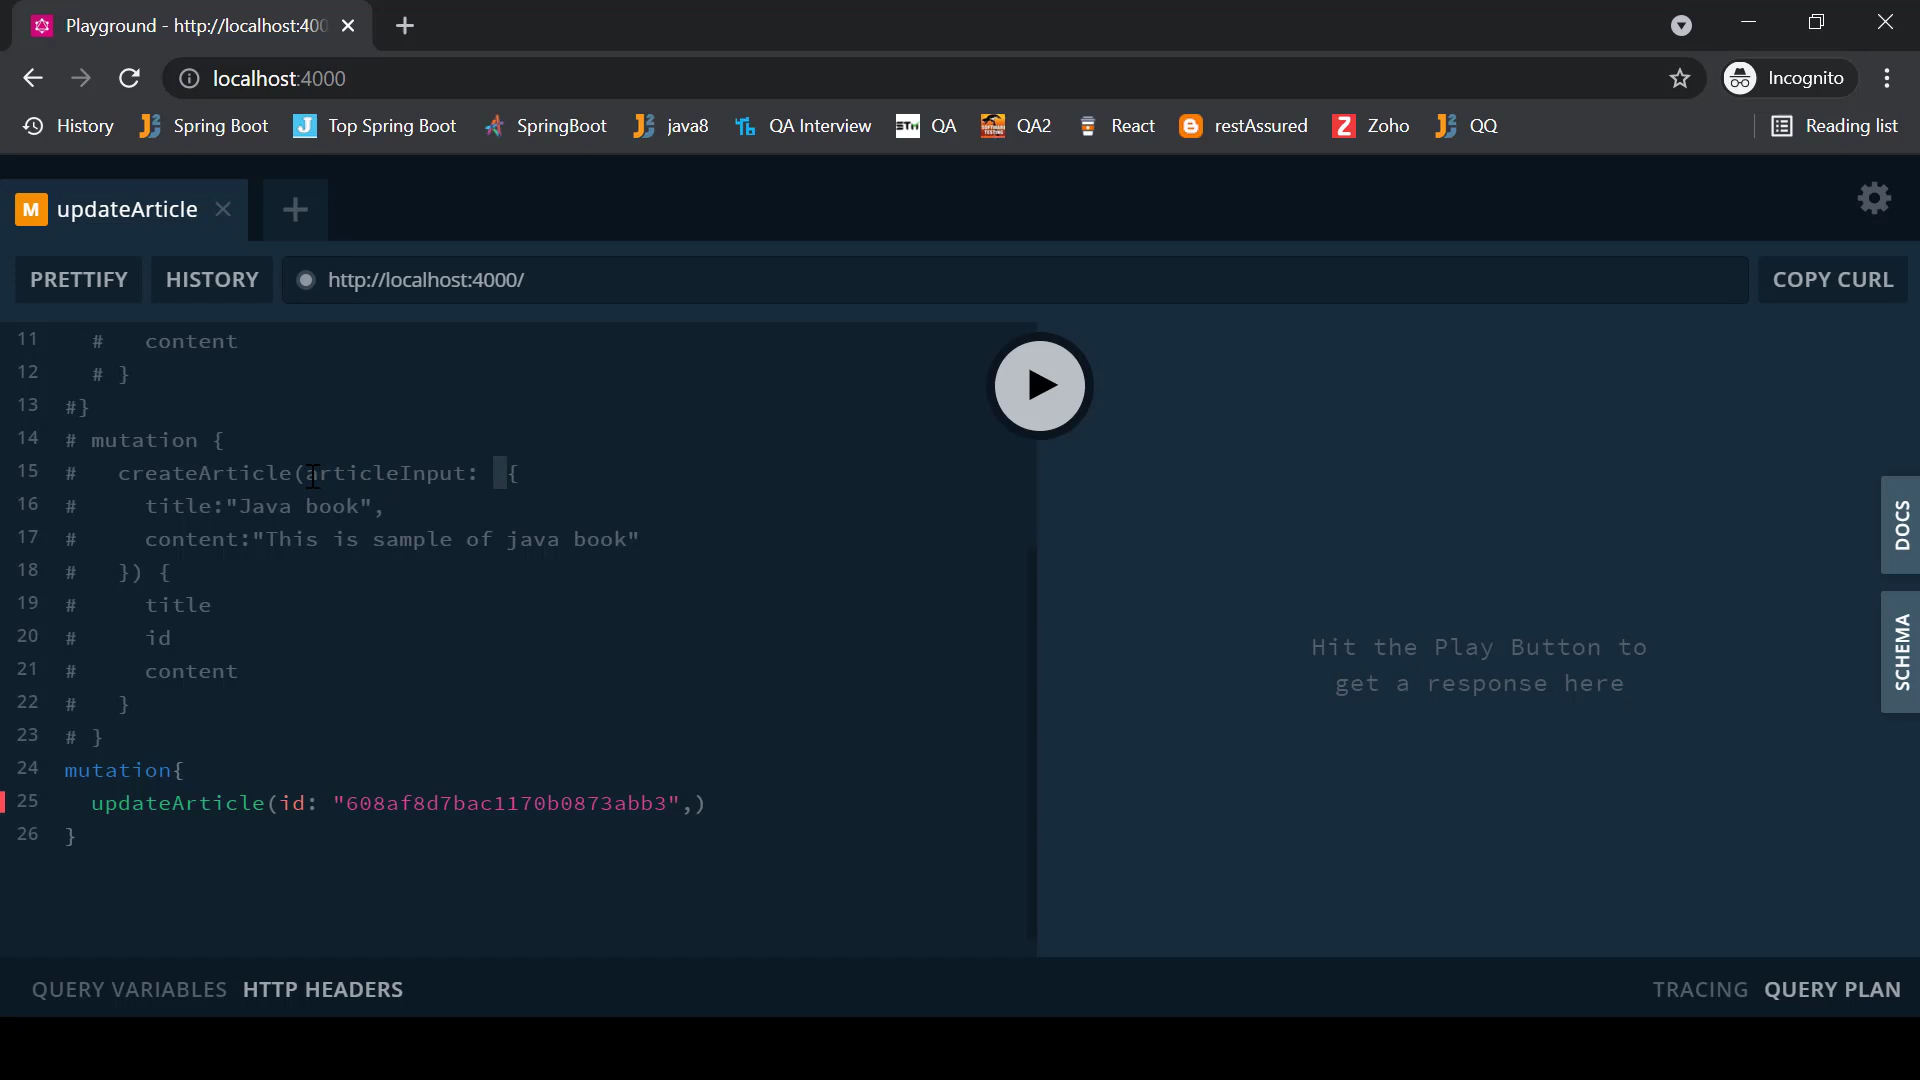 Playground - http://localhost:400
localhost:4000
Incognito
History
Spring Boot
Top Spring Boot
SpringBoot
java8
QA Interview
QA
QA2
React
restAssured
Zoho
QQ
Reading list
M updateArticle
PRETTIFY
HISTORY
http://localhost:4000/
COPY CURL
11 # content
12 # }
13 #}
14 # mutation {
15 # createArticle(articleInput: {
16 # title:"Java book",
17 # content:"This is sample of java book"
18 # }) {
19 # title
20 # id
21 # content
22 # }
23 # }
24 mutation{
25 updateArticle(id: "608af8d7bac1170b0873abb3",)
26 }
Hit the Play Button to
get a response here
DOCS
SCHEMA
QUERY VARIABLES HTTP HEADERS
TRACING QUERY PLAN